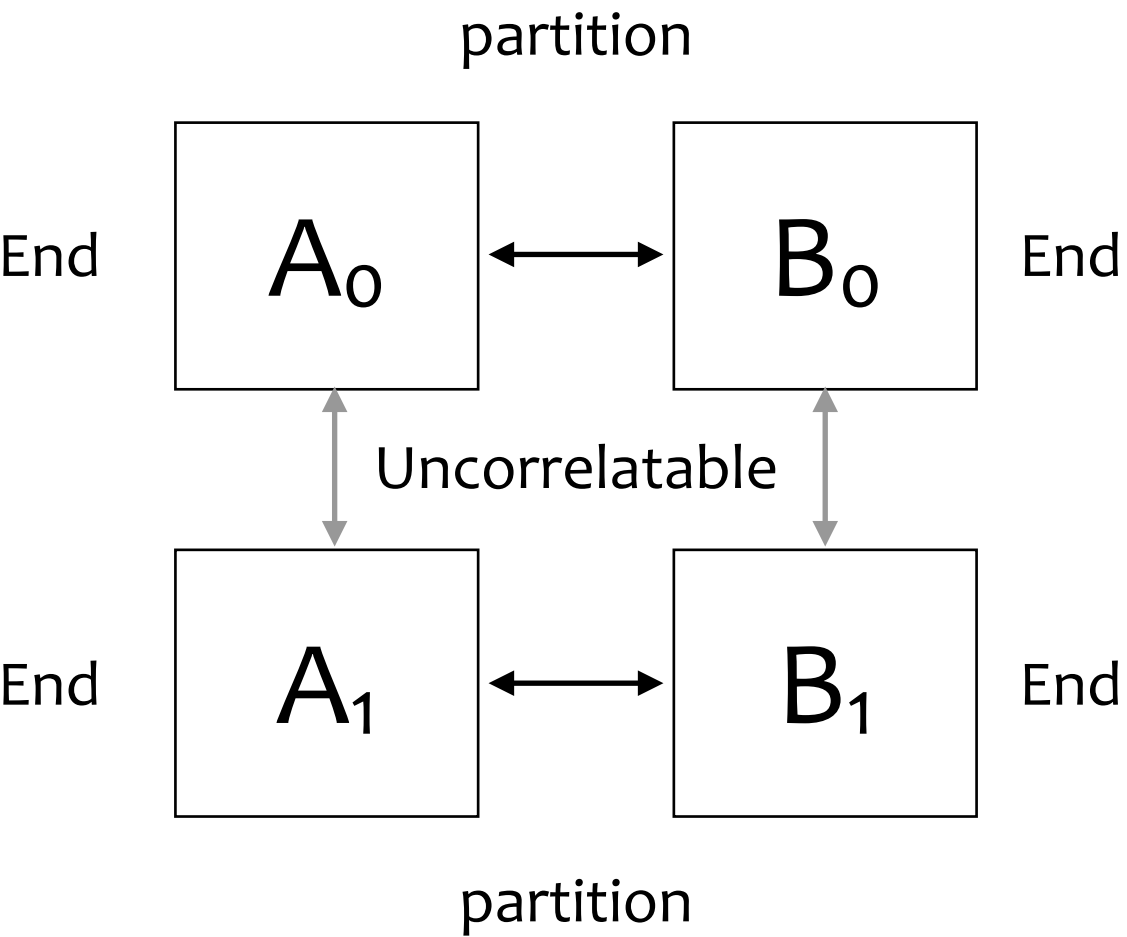 partition
End A₀ B₀ End
Uncorrelatable
End A₁ B₁ End
partition